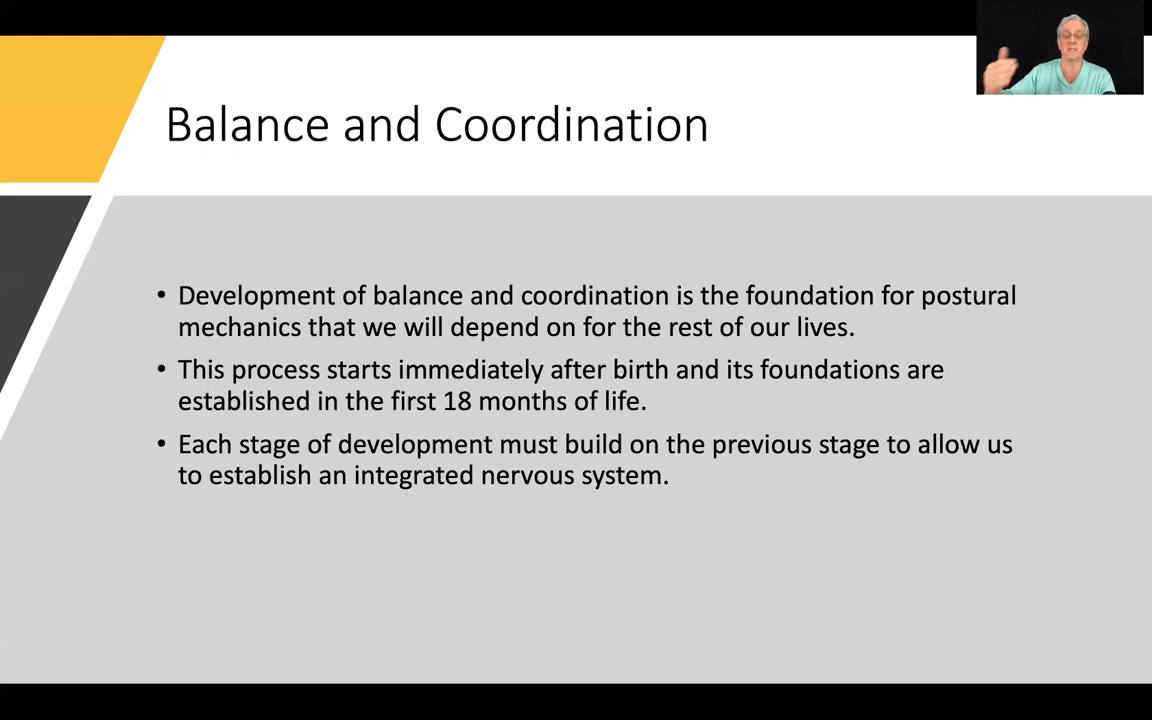 Balance and Coordination
• Development of balance and coordination is the foundation for postural
mechanics that we will depend on for the rest of our lives.
• This process starts immediately after birth and its foundations are
established in the first 18 months of life.
• Each stage of development must build on the previous stage to allow us
to establish an integrated nervous system.